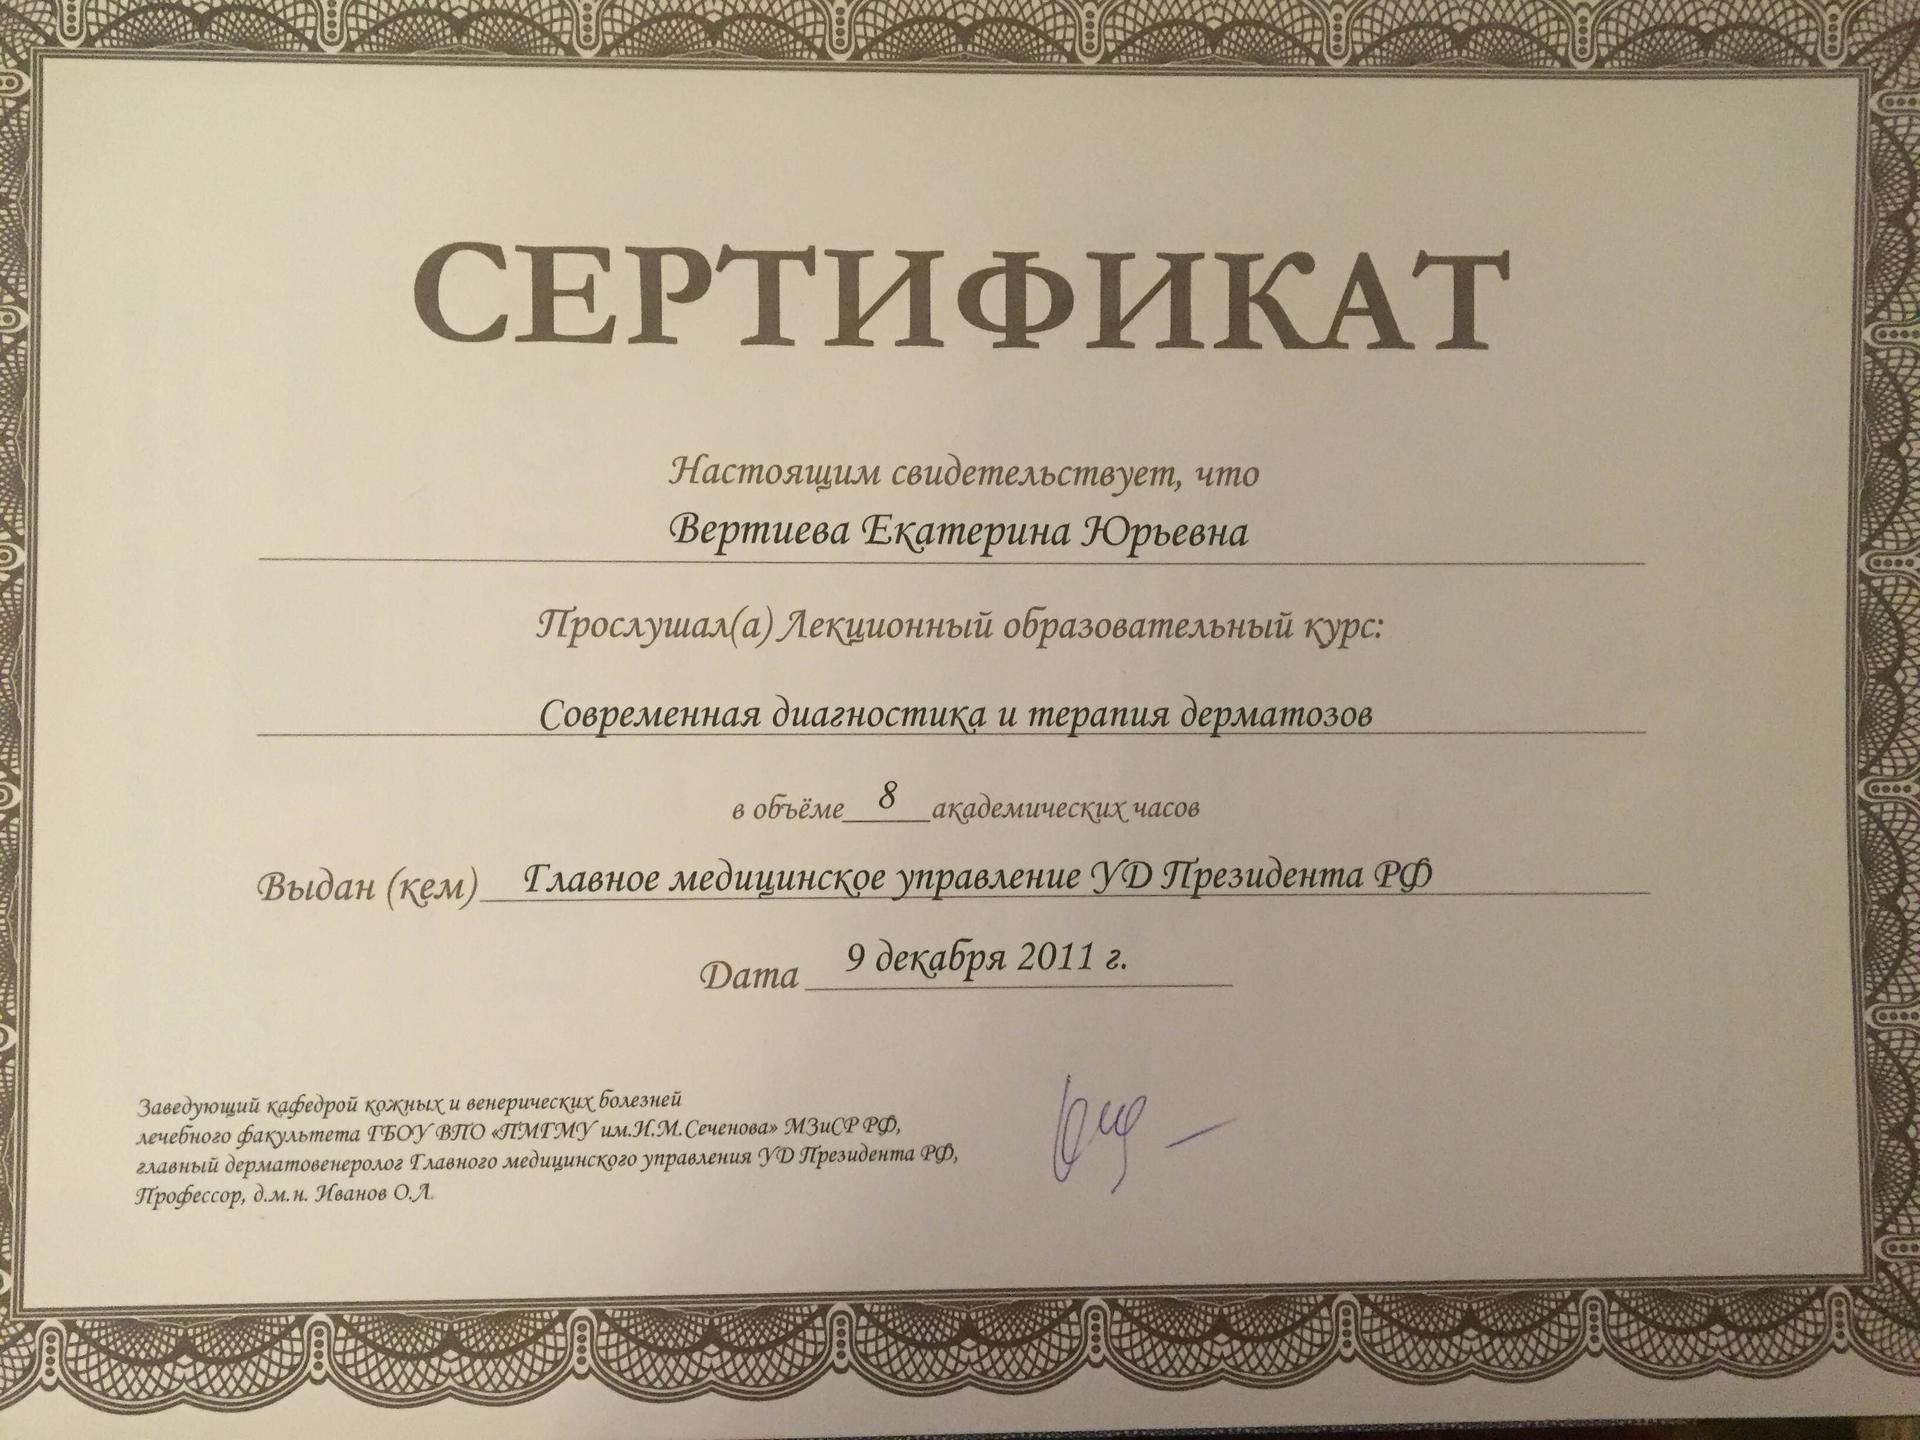 СЕРТИФИКАТ
Настоящим свидетельствует, что
Вертиева Екатерина Юрьевна
Прослушал(а) Лекционный образовательный курс:
Современная диагностика и терапия дерматозов
в объёме 8 академических часов
Выдан (кем) Главное медицинское управление УД Президента РФ
Дата 9 декабря 2011 г.
Заведующий кафедрой кожных и венерических болезней
лечебного факультета ГБОУ ВПО «ПМГМУ им.И.М.Сеченова» МЗиСР РФ,
главный дерматовенеролог Главного медицинского управления УД Президента РФ,
Профессор, д.м.н. Иванов О.Л.